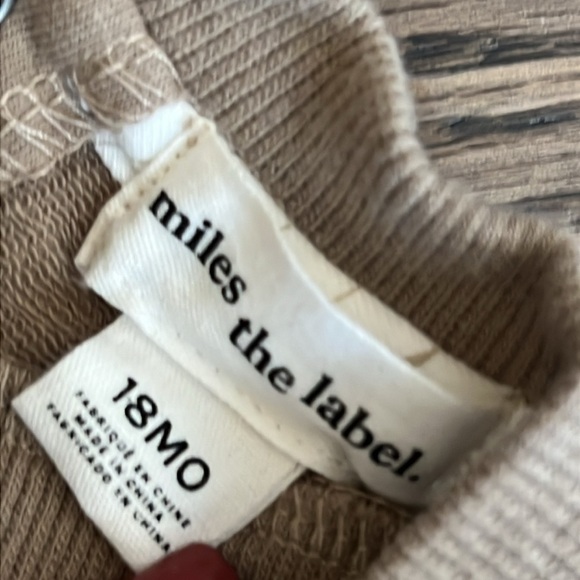 miles
the label.
18MO
FABRIQUÉ EN CHINE
MADE IN CHINA
FABRICADO EN CHINA